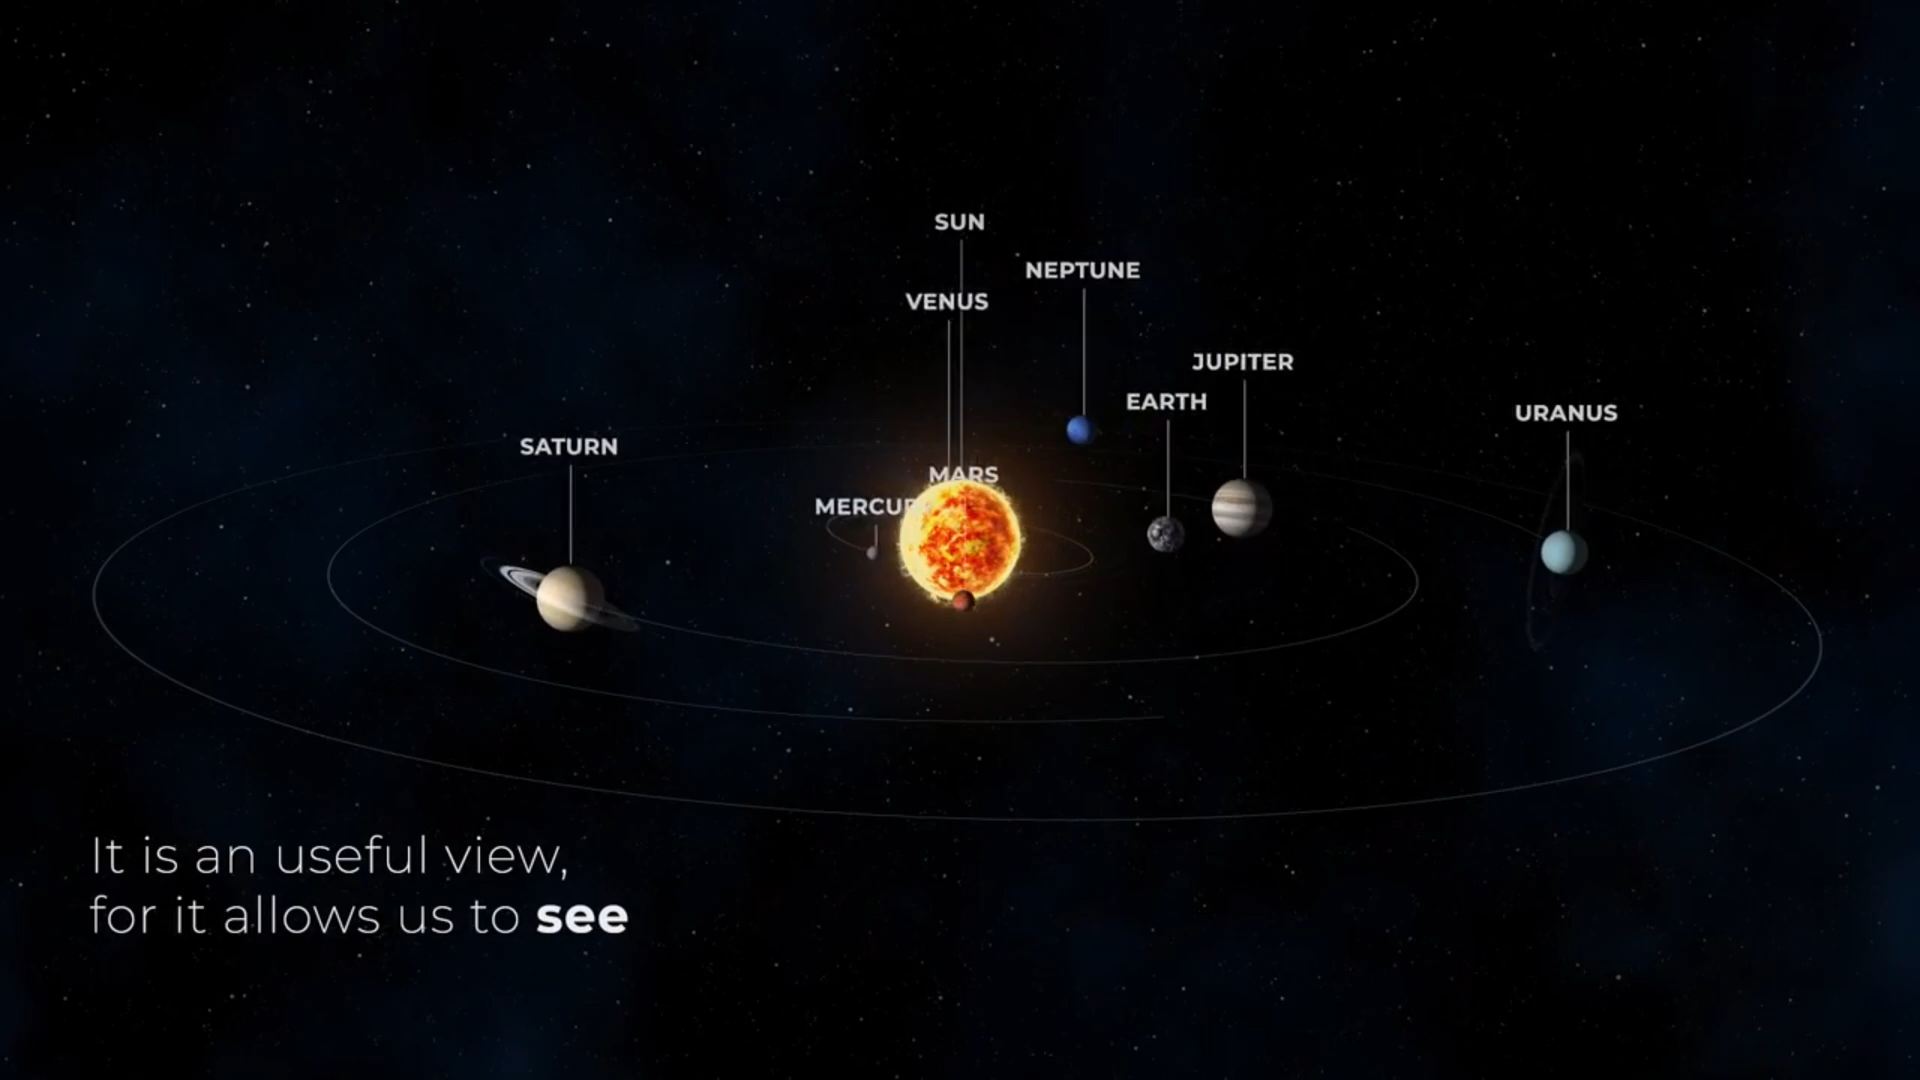 SUN
NEPTUNE
VENUS
JUPITER
EARTH
URANUS
SATURN
MARS
It is an useful view,
for it allows us to see